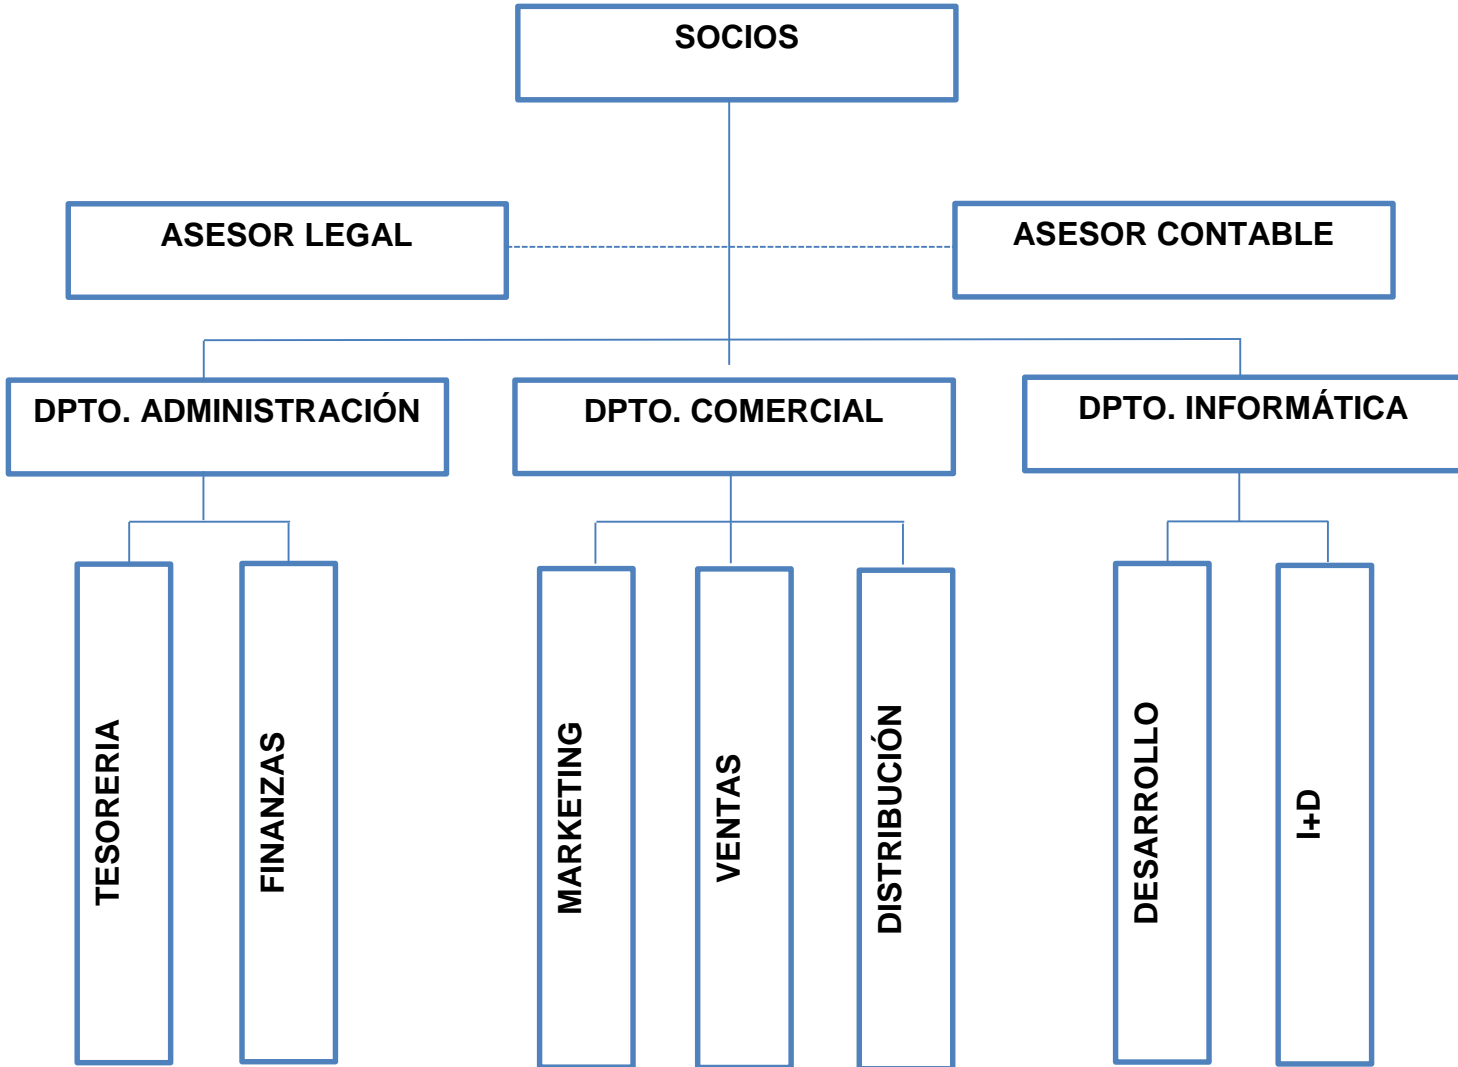 SOCIOS
ASESOR LEGAL
ASESOR CONTABLE
DPTO. ADMINISTRACIÓN
DPTO. COMERCIAL
DPTO. INFORMÁTICA
TESORERIA
FINANZAS
MARKETING
VENTAS
DISTRIBUCIÓN
DESARROLLO
I+D